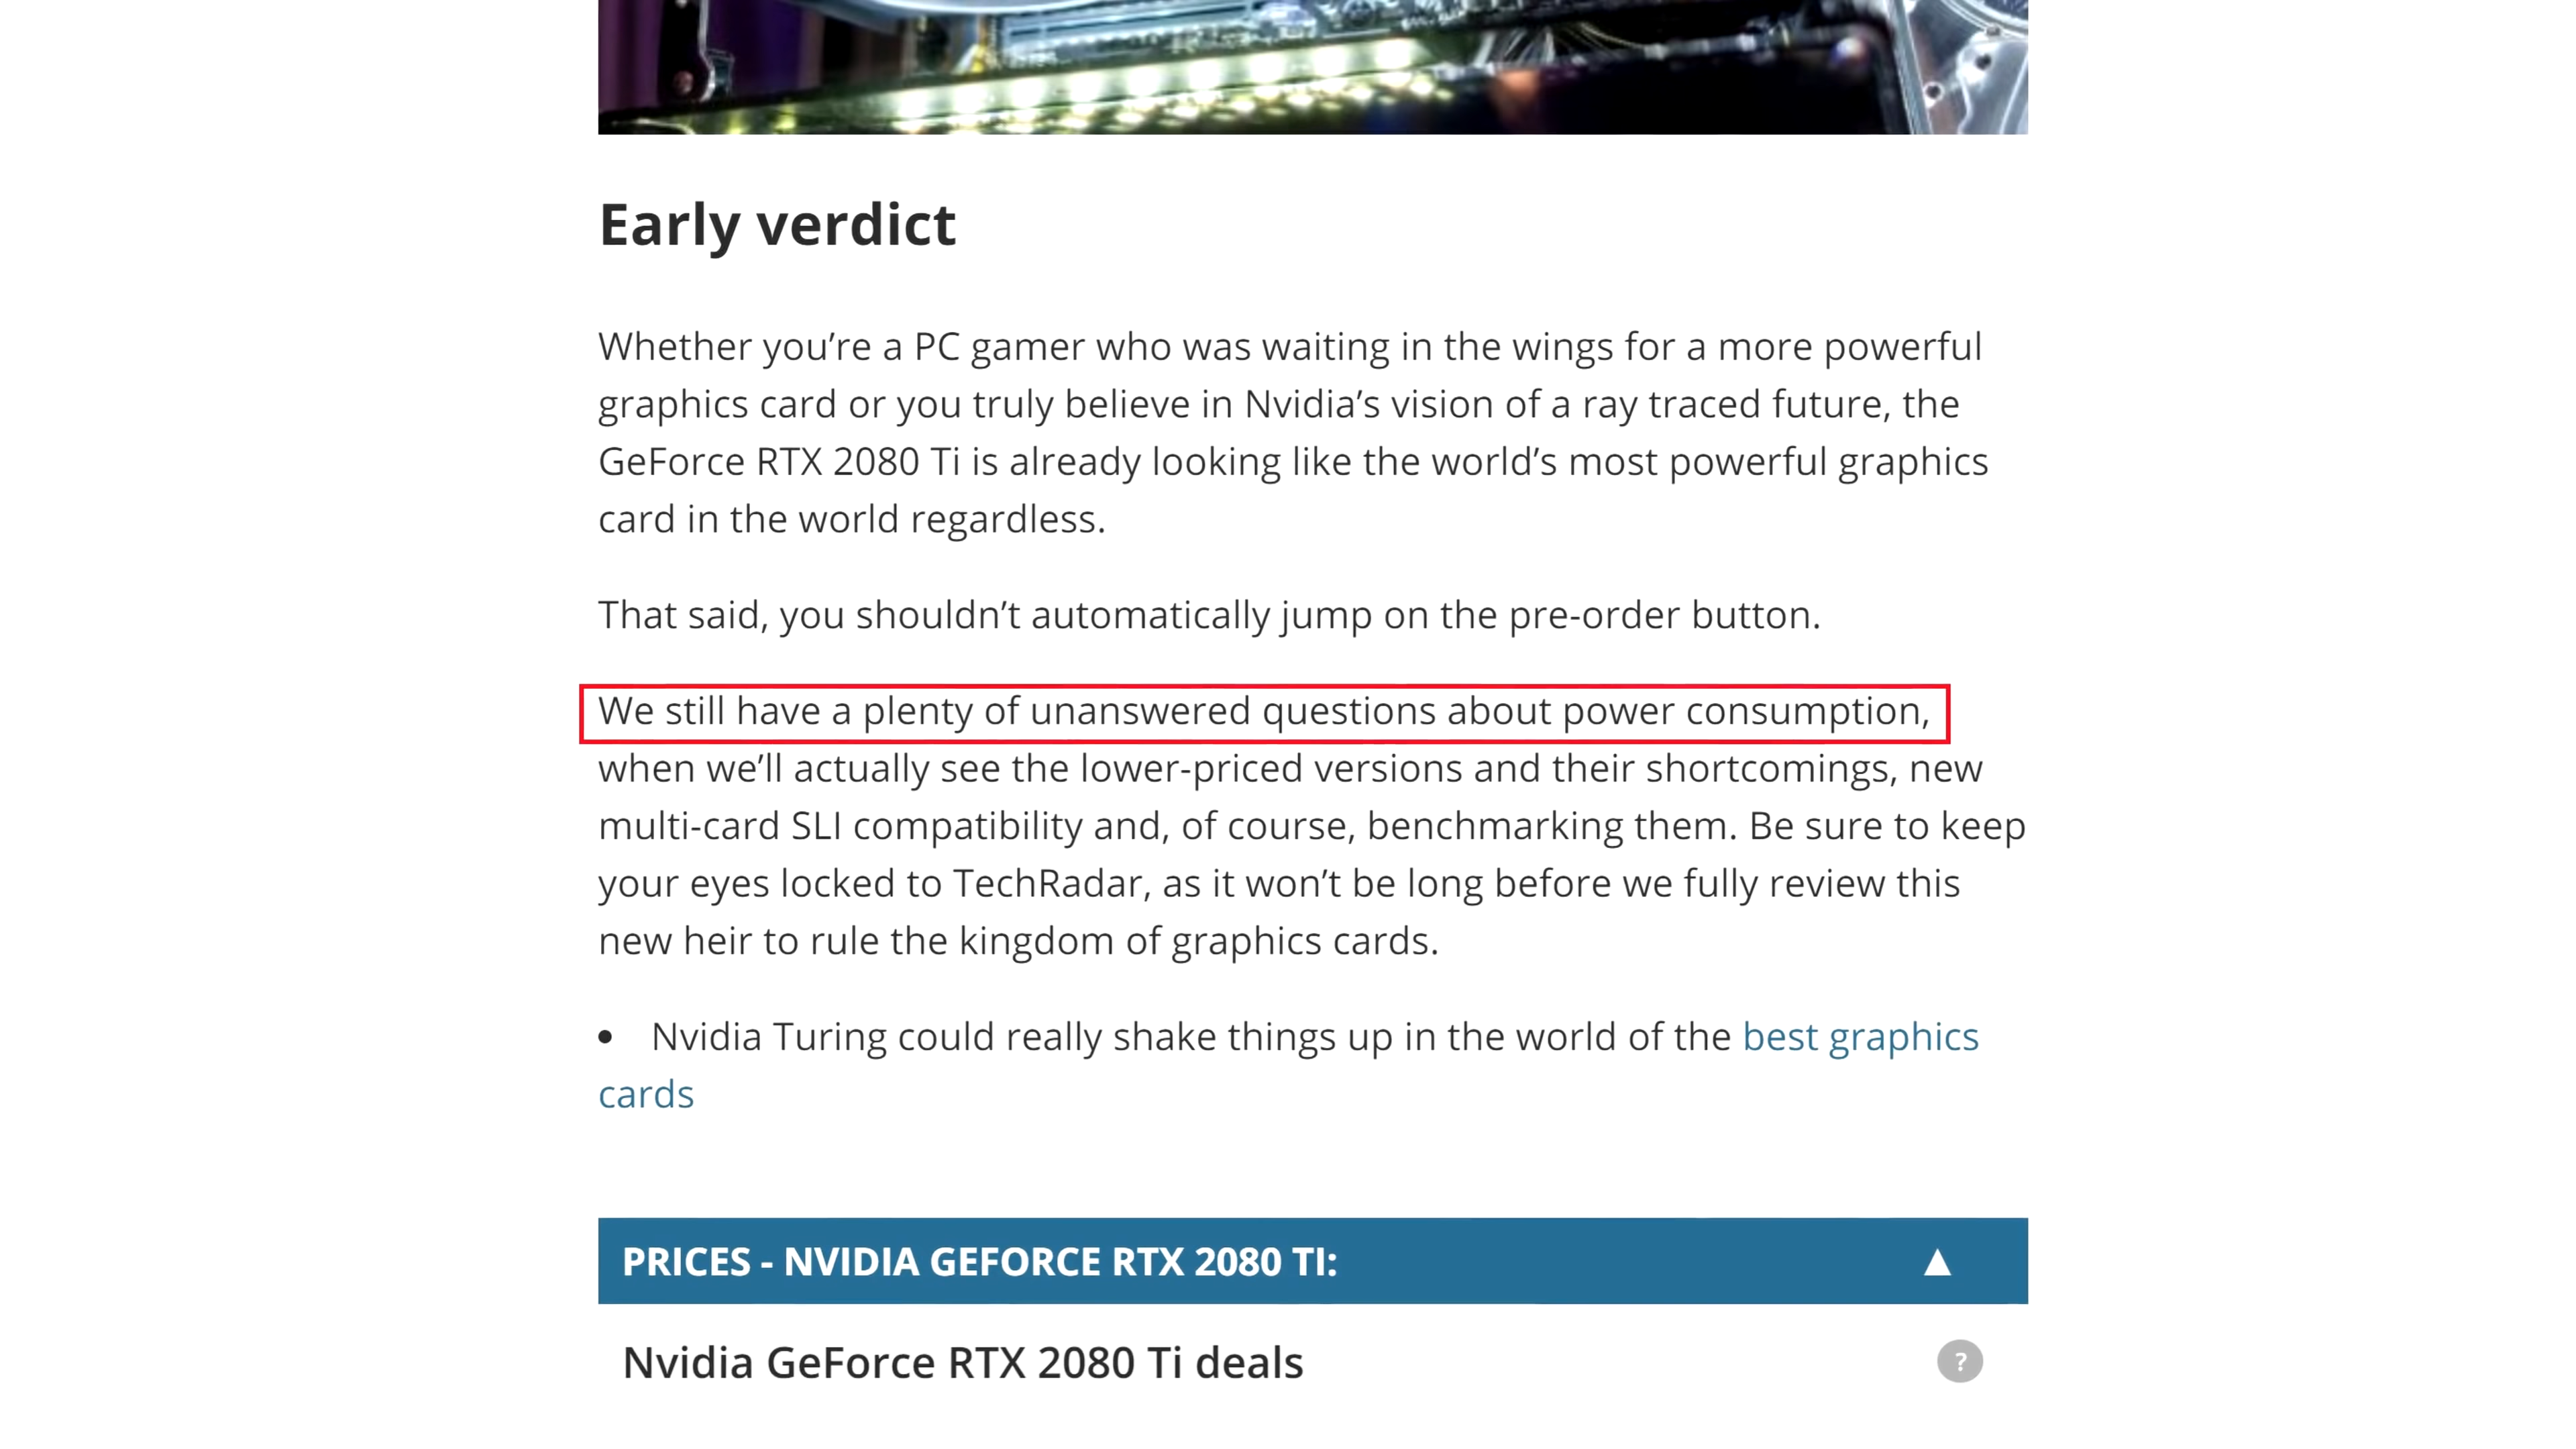 Early verdict
Whether you’re a PC gamer who was waiting in the wings for a more powerful
graphics card or you truly believe in Nvidia’s vision of a ray traced future, the
GeForce RTX 2080 Ti is already looking like the world’s most powerful graphics
card in the world regardless.
That said, you shouldn’t automatically jump on the pre-order button.
We still have a plenty of unanswered questions about power consumption,
when we’ll actually see the lower-priced versions and their shortcomings, new
multi-card SLI compatibility and, of course, benchmarking them. Be sure to keep
your eyes locked to TechRadar, as it won’t be long before we fully review this
new heir to rule the kingdom of graphics cards.
• Nvidia Turing could really shake things up in the world of the best graphics
cards
PRICES - NVIDIA GEFORCE RTX 2080 TI: ▲
Nvidia GeForce RTX 2080 Ti deals ?